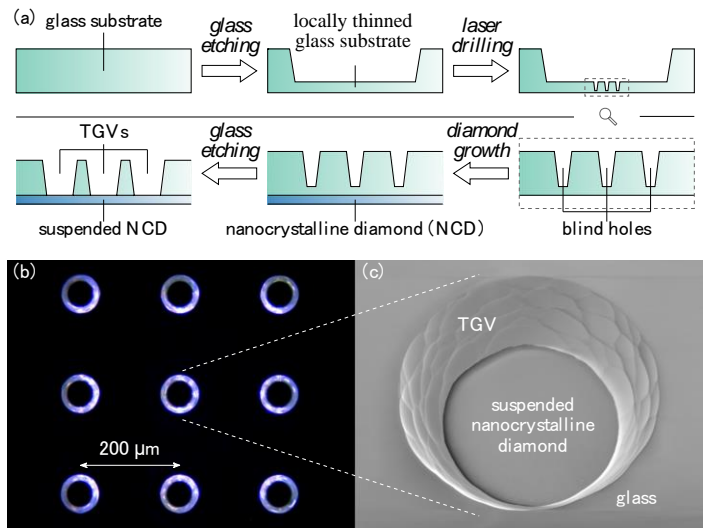 (a)
glass substrate
glass
etching
locally thinned
glass substrate
laser
drilling
TGVs
glass
etching
diamond
growth
suspended NCD
nanocrystalline diamond (NCD)
blind holes
(b)
200 µm
(c)
TGV
suspended
nanocrystalline
diamond
glass